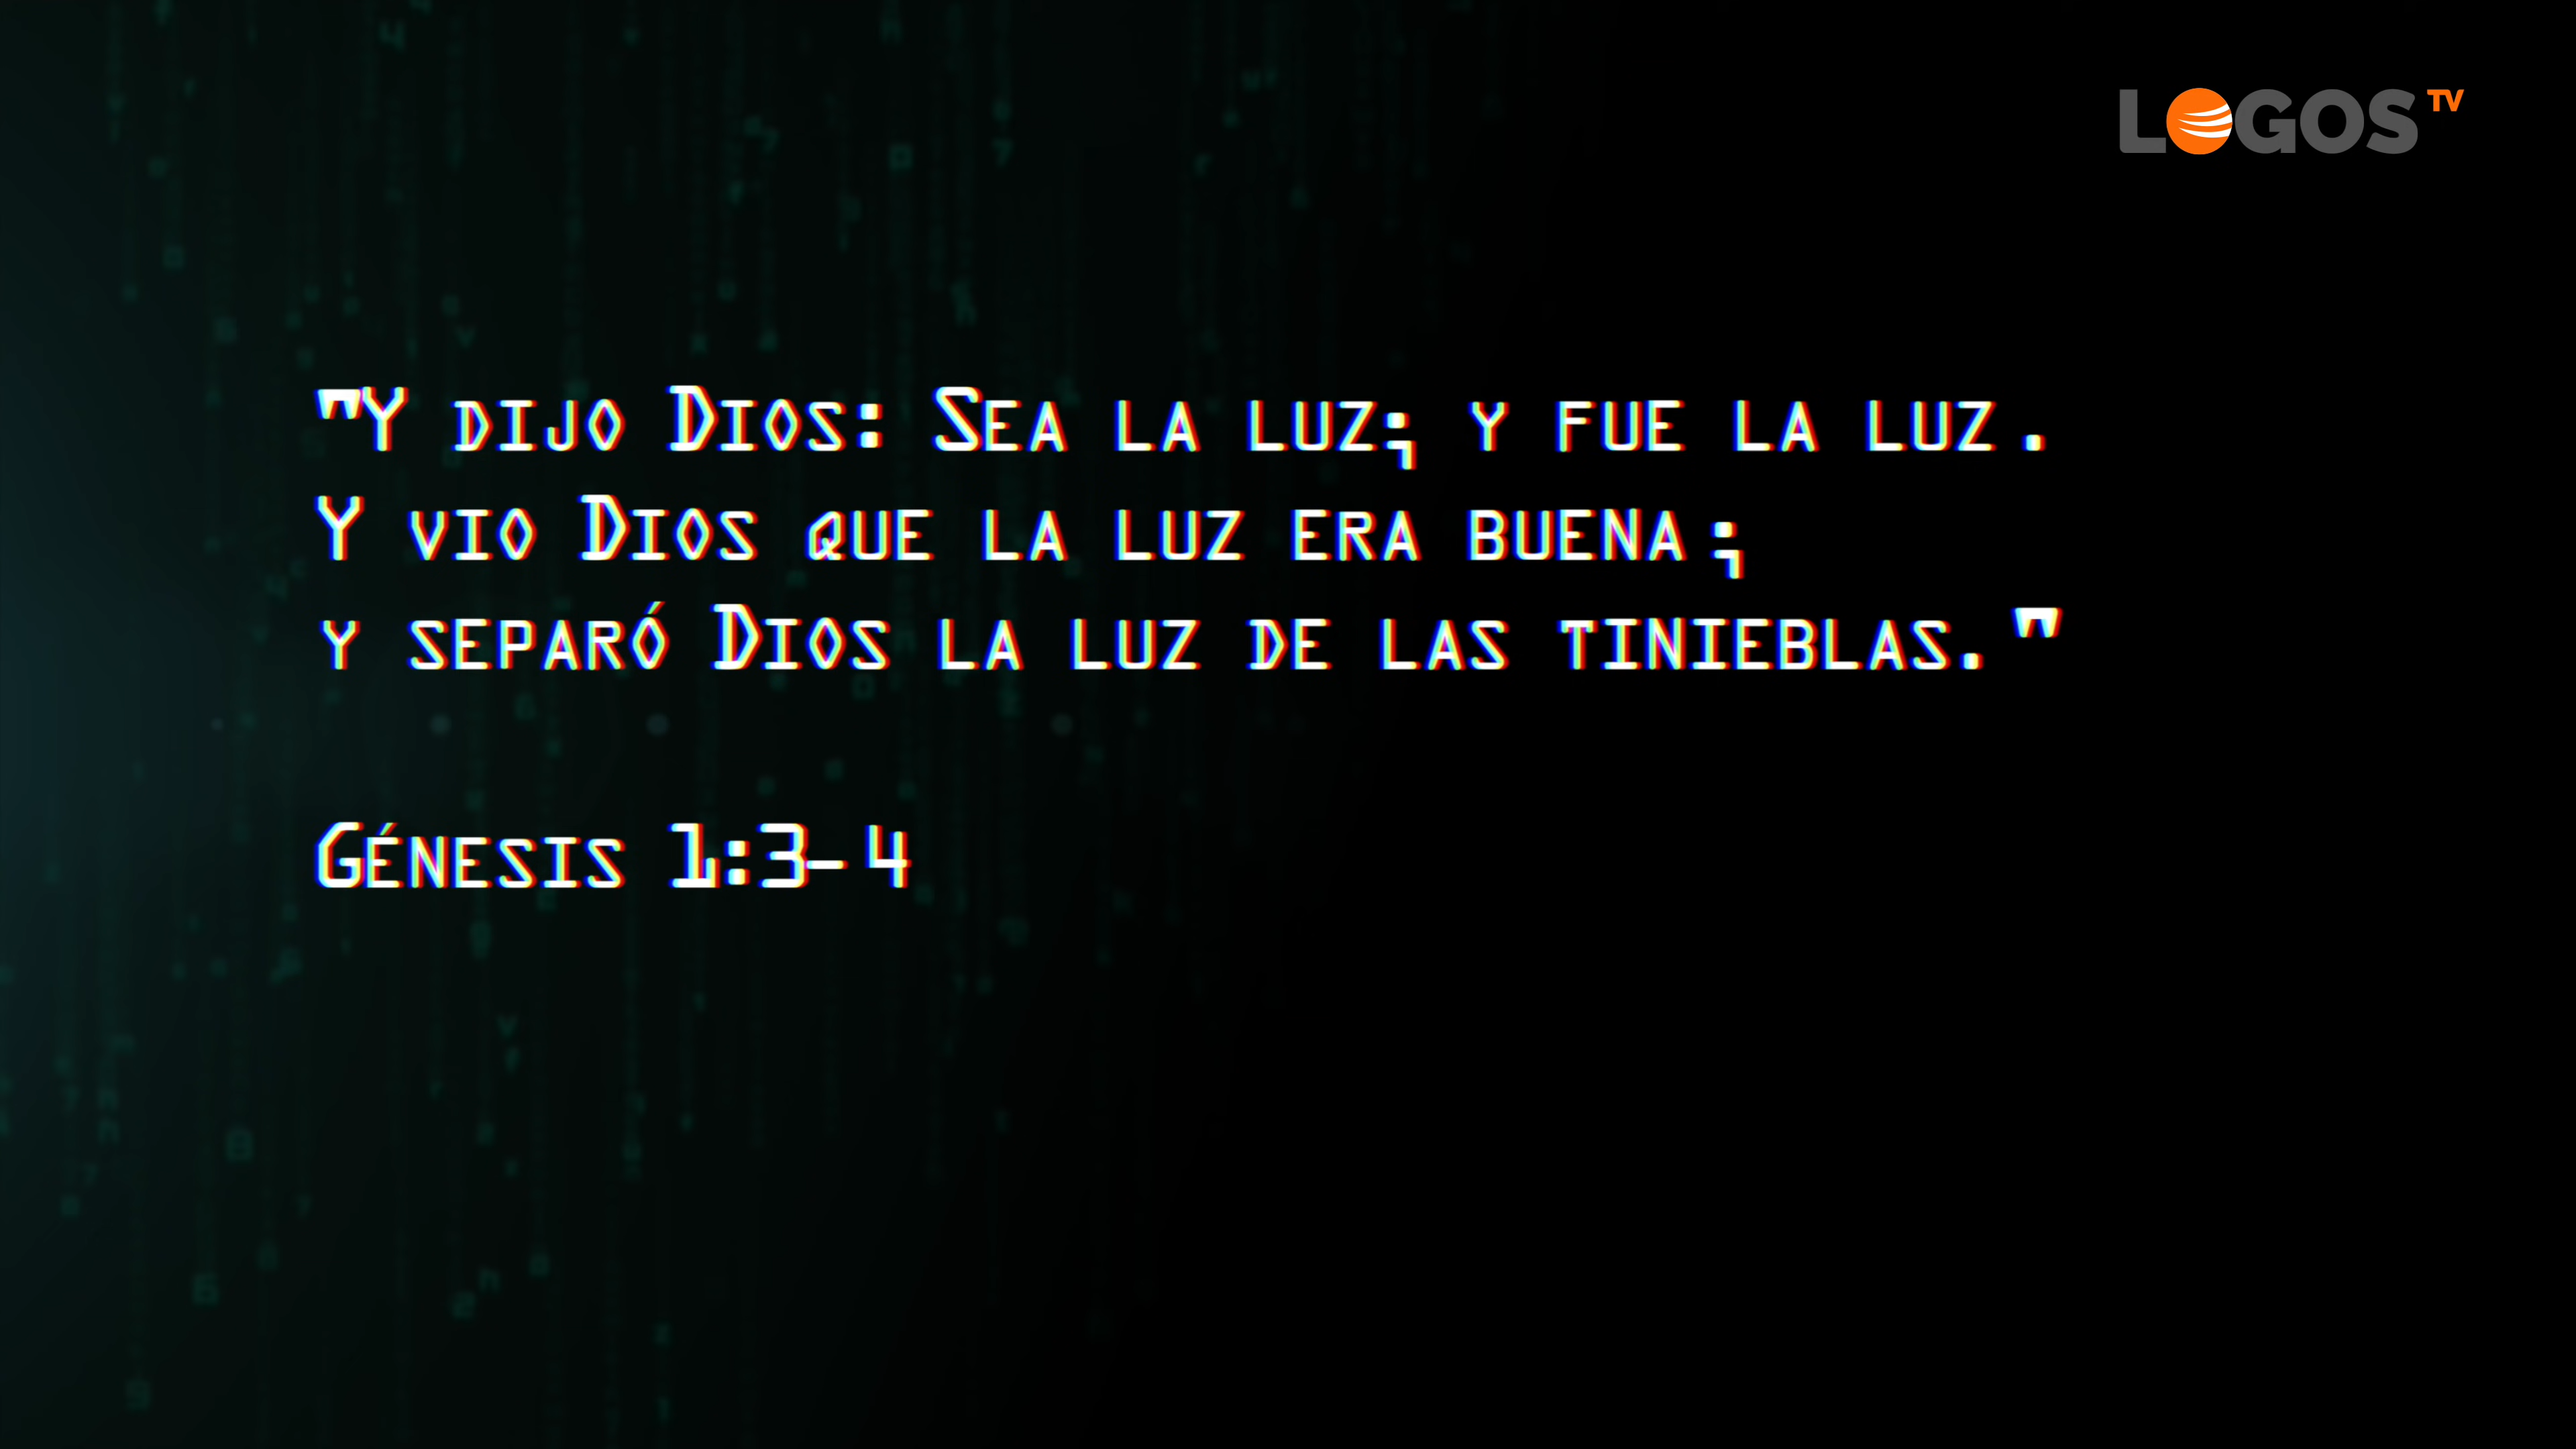 LOGOS TV
"Y dijo Dios: Sea la luz; y fue la luz.
Y vio Dios que la luz era buena;
y separó Dios la luz de las tinieblas."
Génesis 1:3-4